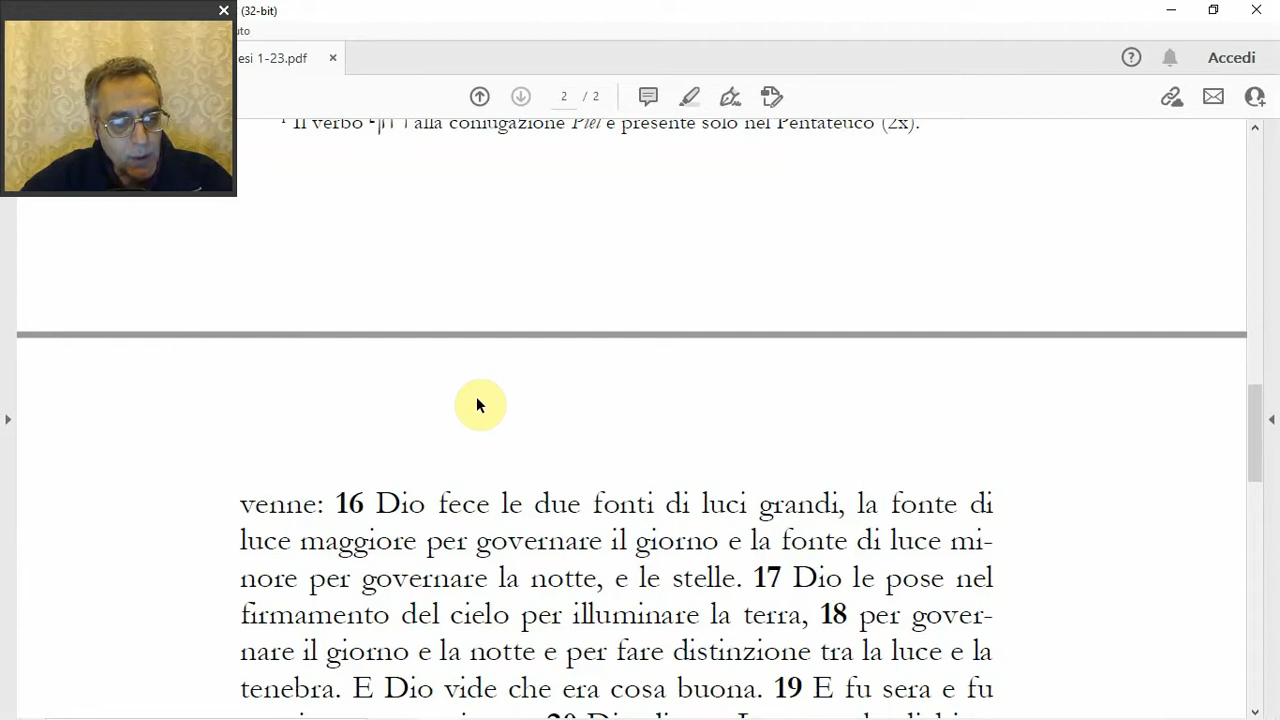 (32-bit)
uto
esi 1-23.pdf
Accedi
2 / 2
Il verbo alla coniugazione Piel è presente solo nel Pentateuco (2x).
venne: 16 Dio fece le due fonti di luci grandi, la fonte di
luce maggiore per governare il giorno e la fonte di luce mi-
nore per governare la notte, e le stelle. 17 Dio le pose nel
firmamento del cielo per illuminare la terra, 18 per gover-
nare il giorno e la notte e per fare distinzione tra la luce e la
tenebra. E Dio vide che era cosa buona. 19 E fu sera e fu